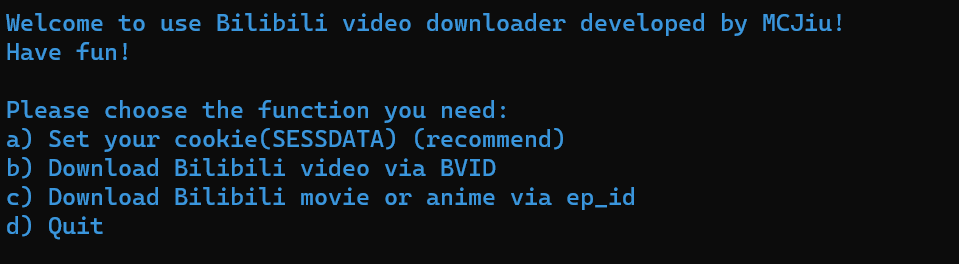 Welcome to use Bilibili video downloader developed by MCJiu!
Have fun!
Please choose the function you need:
a) Set your cookie(SESSDATA) (recommend)
b) Download Bilibili video via BVID
c) Download Bilibili movie or anime via ep_id
d) Quit